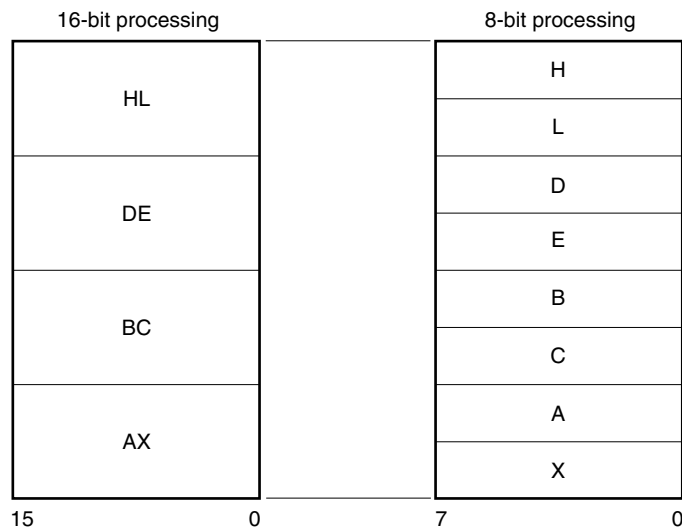 16-bit processing
8-bit processing
HL
DE
BC
AX
H
L
D
E
B
C
A
X
15 0
7 0